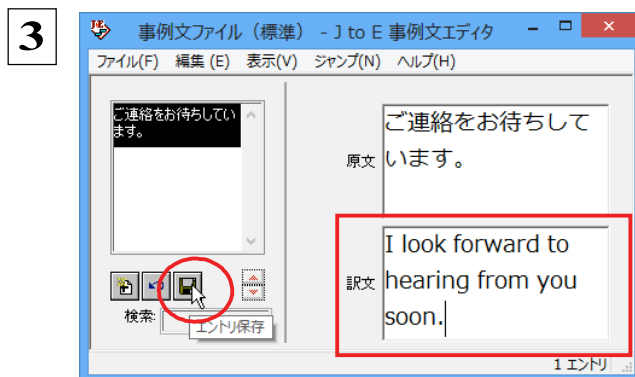 3
事例文ファイル（標準） - J to E 事例文エディタ
ファイル(F) 編集 (E) 表示(V) ジャンプ(N) ヘルプ(H)
ご連絡をお待ちしてい
ます。
原文
ご連絡をお待ちして
います。
訳文
I look forward to
hearing from you
soon.
検索:
エントリ保存
1 エントリ